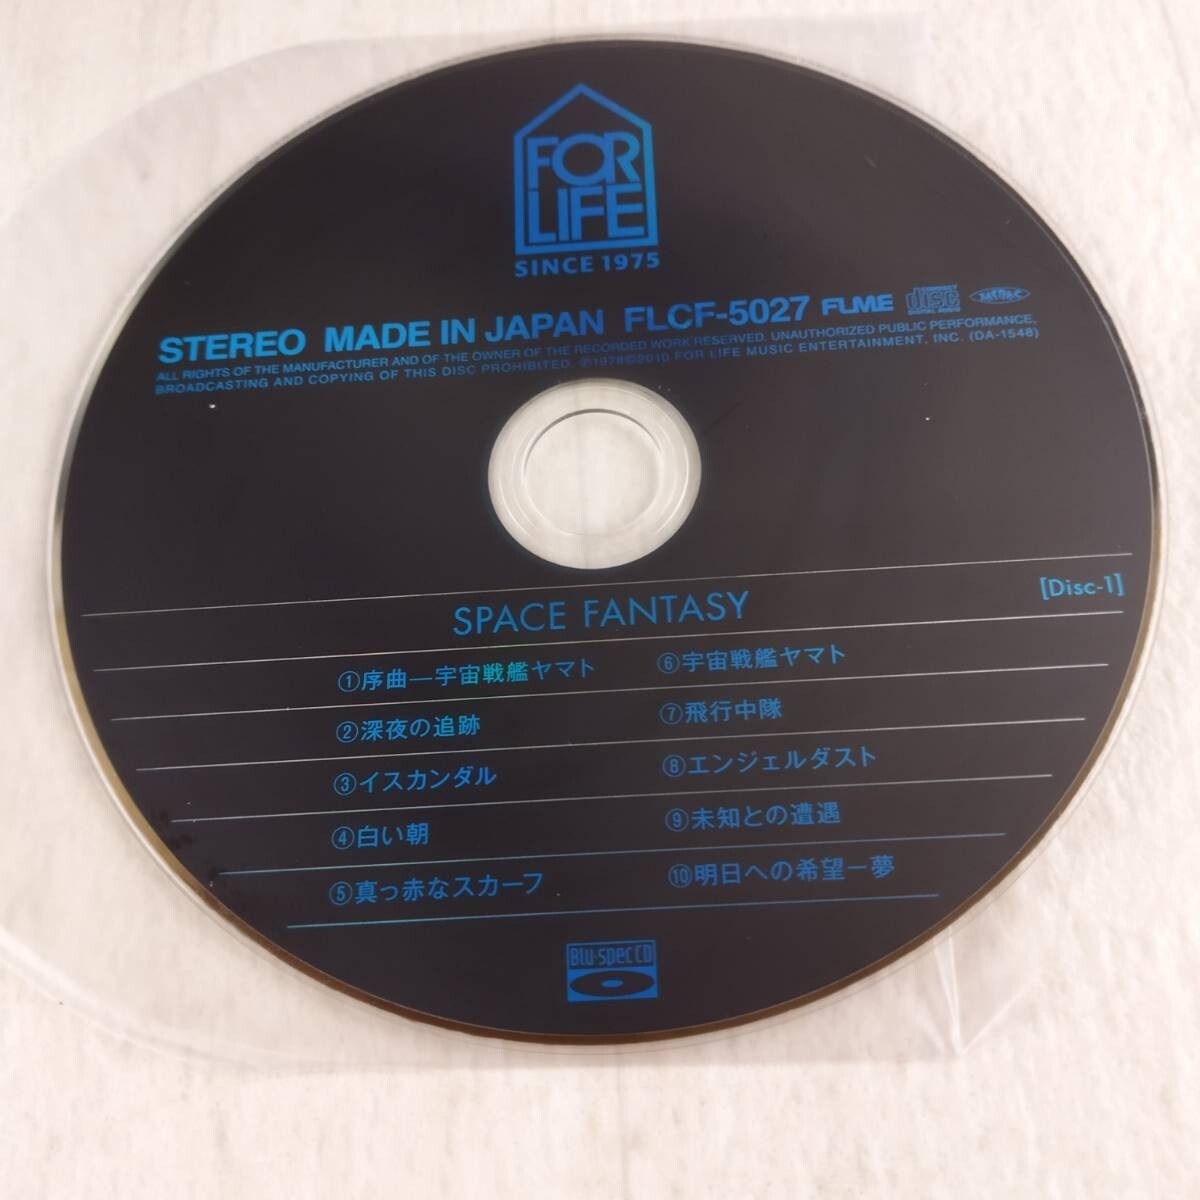 FOR
LIFE
SINCE 1975
STEREO MADE IN JAPAN FLCF-5027 FLME COMPACT disc DIGITAL AUDIO JASRAC
ALL RIGHTS OF THE MANUFACTURER AND OF THE OWNER OF THE RECORDED WORK RESERVED. UNAUTHORIZED PUBLIC PERFORMANCE,
BROADCASTING AND COPYING OF THIS DISC PROHIBITED. ℗1978©2010 FOR LIFE MUSIC ENTERTAINMENT, INC. (DA-1548)
SPACE FANTASY
[Disc-1]
①序曲―宇宙戦艦ヤマト
②深夜の追跡
③イスカンダル
④白い朝
⑤真っ赤なスカーフ
⑥宇宙戦艦ヤマト
⑦飛行中隊
⑧エンジェルダスト
⑨未知との遭遇
⑩明日への希望―夢
Blu-specCD